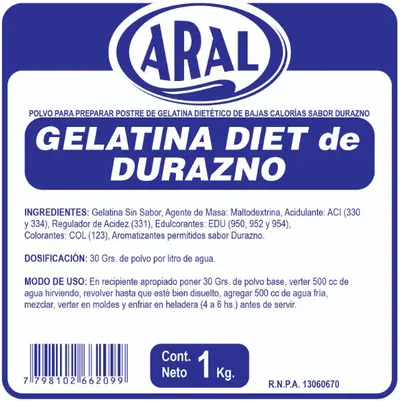 ARAL
POLVO PARA PREPARAR POSTRE DE GELATINA DIETÉTICO DE BAJAS CALORÍAS SABOR DURAZNO
GELATINA DIET de
DURAZNO
INGREDIENTES: Gelatina Sin Sabor, Agente de Masa: Maltodextrina, Acidulante: ACI (330
y 334), Regulador de Acidez (331), Edulcorantes: EDU (950, 952 y 954),
Colorantes: COL (123), Aromatizantes permitidos sabor Durazno.
DOSIFICACIÓN: 30 Grs. de polvo por litro de agua.
MODO DE USO: En recipiente apropiado poner 30 Grs. de polvo base, verter 500 cc de
agua hirviendo, revolver hasta que esté bien disuelto, agregar 500 cc de agua fría,
mezclar, verter en moldes y enfriar en heladera (4 a 6 hs.) antes de servir.
7 798102 662099
Cont.
Neto 1 Kg.
R.N.P.A. 13060670